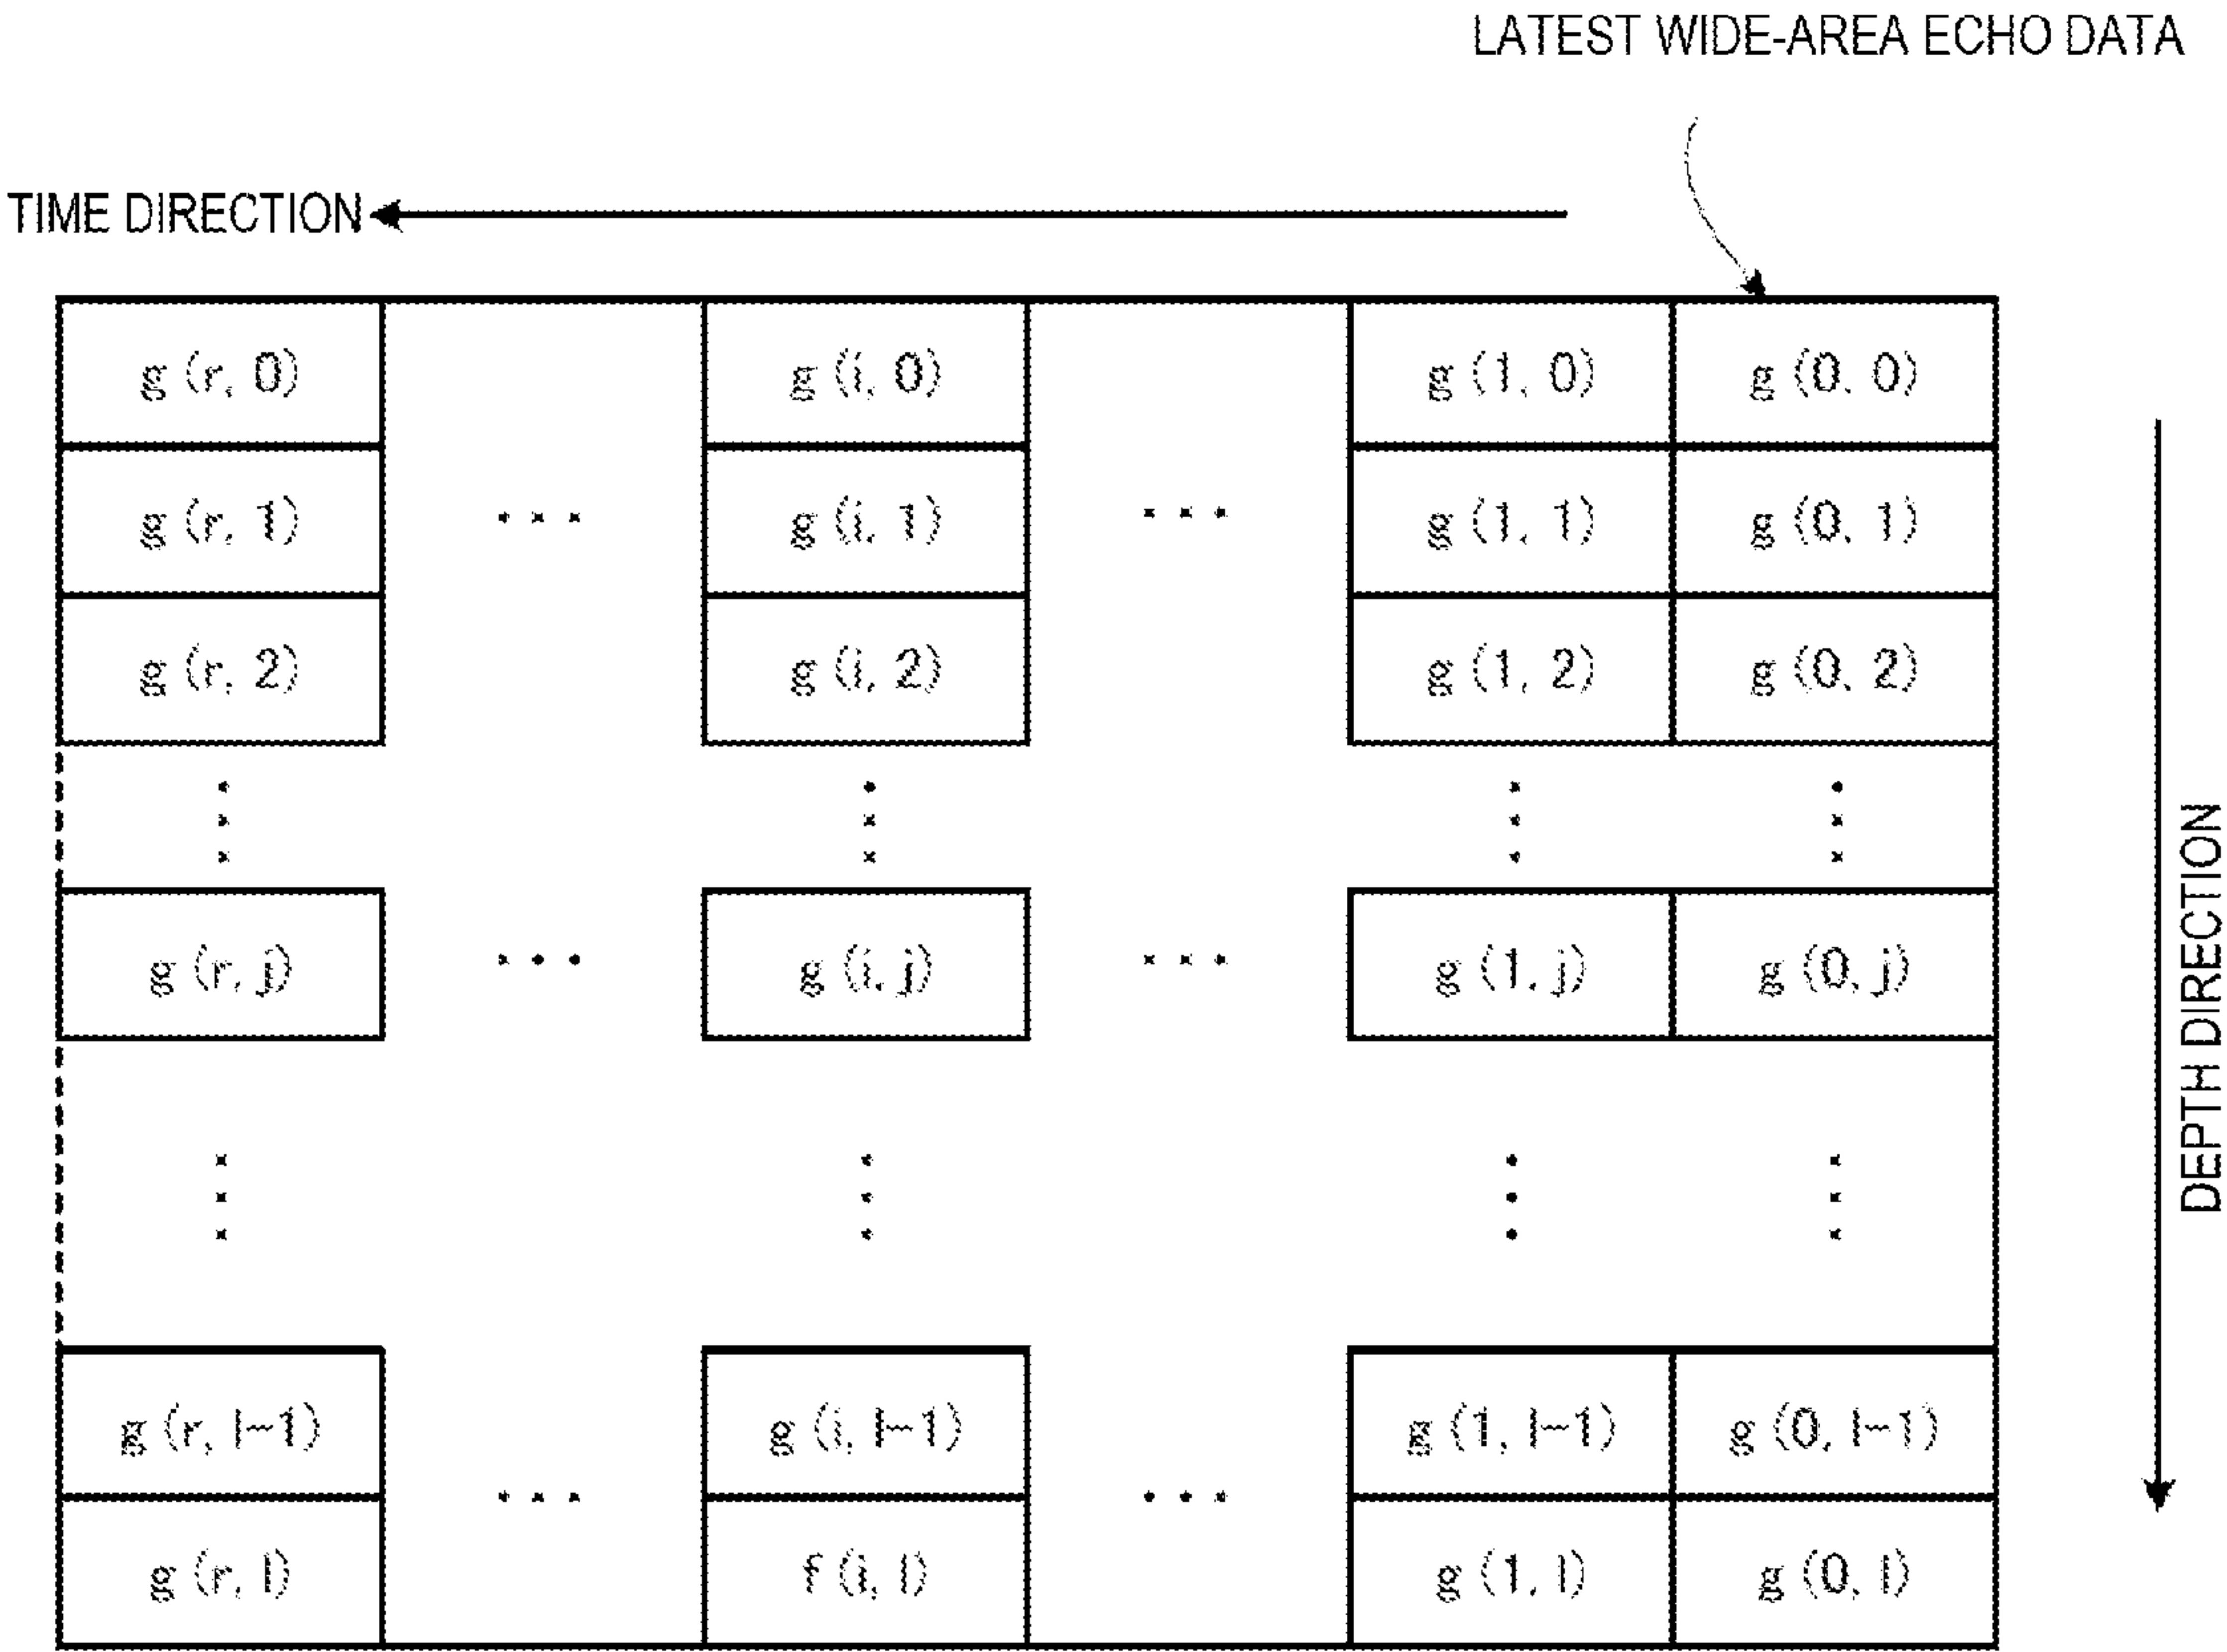 LATEST WIDE-AREA ECHO DATA
TIME DIRECTION
g (r, 0) g (i, 0) g (1, 0) g (0, 0)
g (r, 1) ... g (i, 1) ... g (1, 1) g (0, 1)
g (r, 2) g (i, 2) g (1, 2) g (0, 2)
g (r, j) ... g (i, j) ... g (1, j) g (0, j)
DEPTH DIRECTION
g (r, l-1) g (i, l-1) g (1, l-1) g (0, l-1)
... ...
g (r, l) f (i, l) g (1, l) g (0, l)